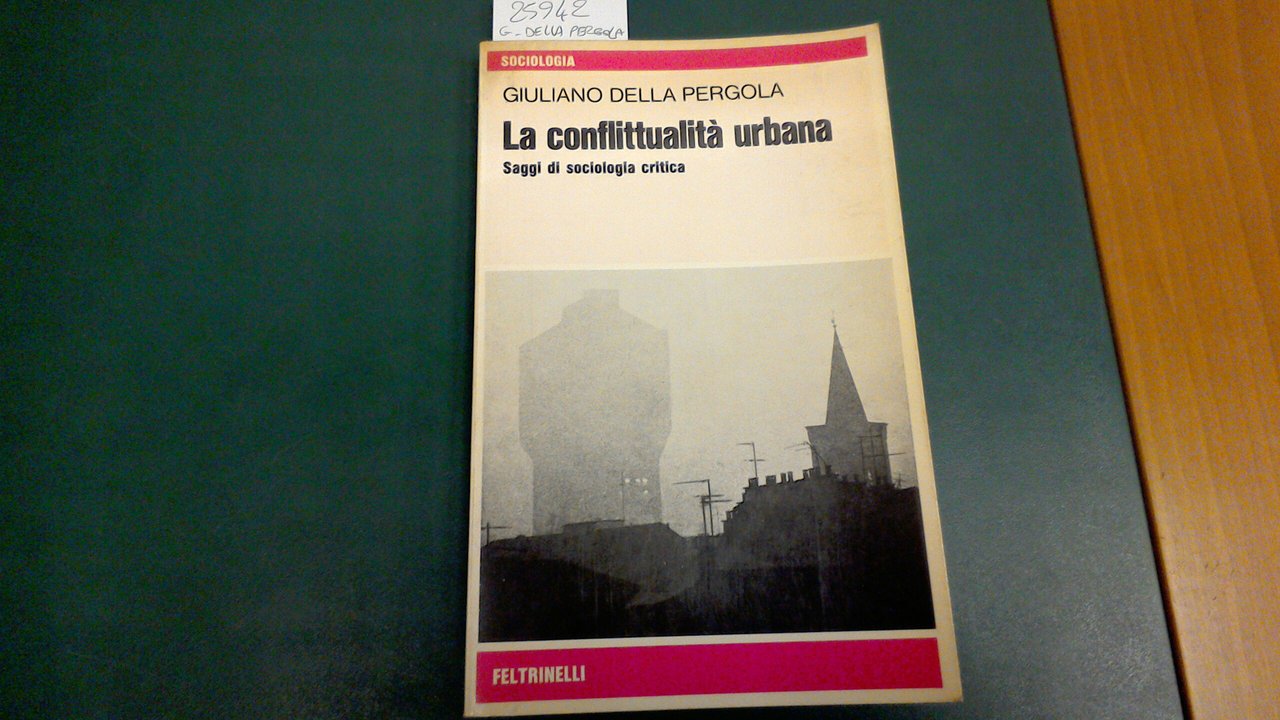 25942
G. DELLA PERGOLA
SOCIOLOGIA
GIULIANO DELLA PERGOLA
La conflittualità urbana
Saggi di sociologia critica
FELTRINELLI